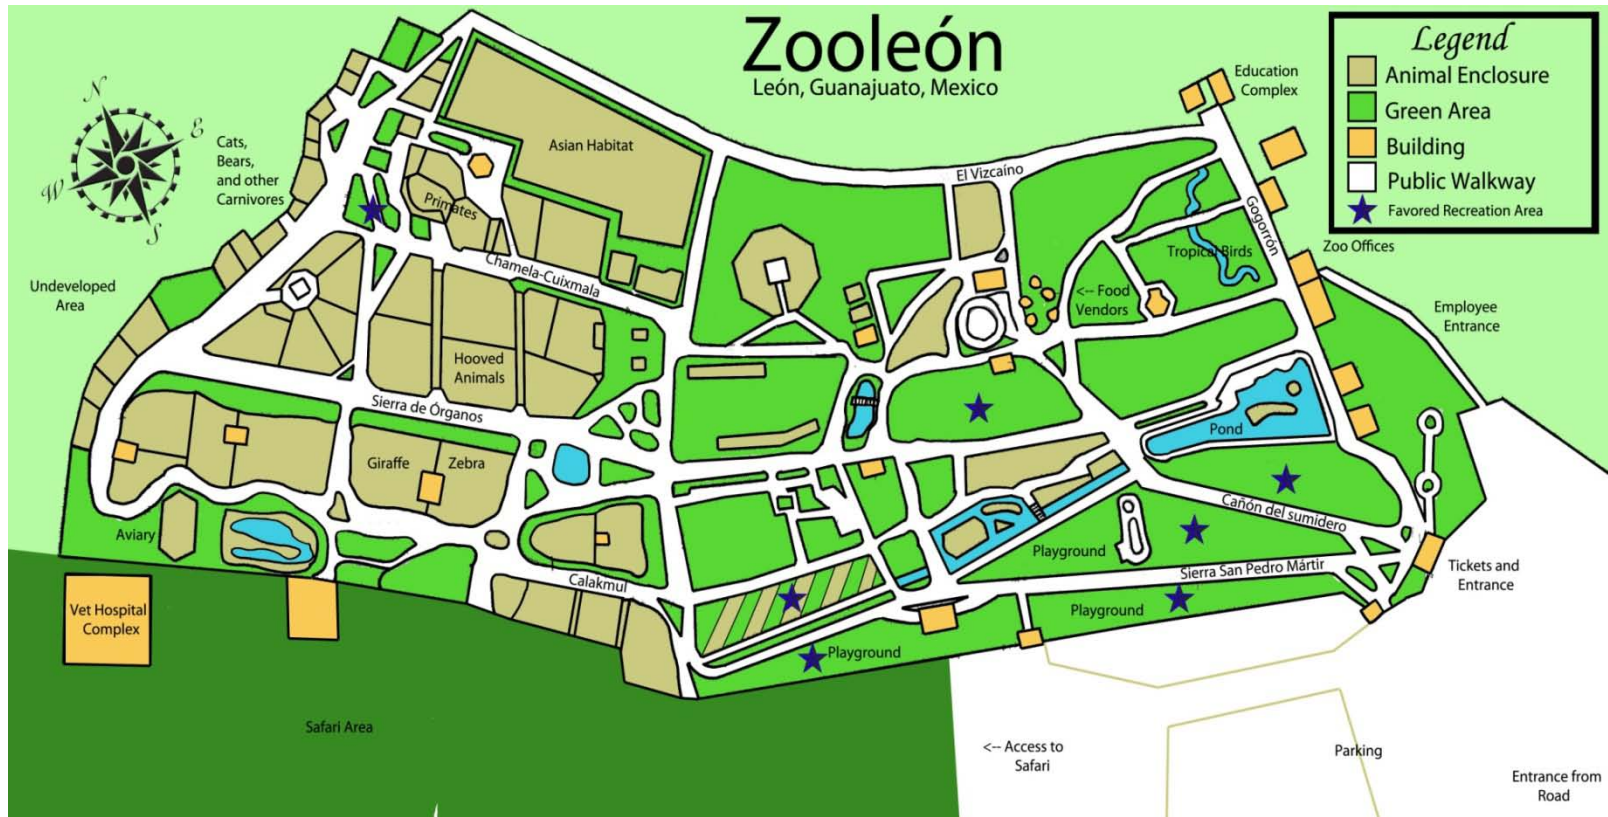 Zooleón
León, Guanajuato, Mexico
Legend
Animal Enclosure
Green Area
Building
Public Walkway
Favored Recreation Area
N
E
W
S
Cats,
Bears,
and other
Carnivores
Undeveloped
Area
Asian Habitat
Primates
Chamela-Cuixmala
El Vizcaíno
Education
Complex
Gogorrón
Zoo Offices
Tropical Birds
<-- Food
Vendors
Employee
Entrance
Hooved
Animals
Sierra de Órganos
Giraffe
Zebra
Pond
Cañón del sumidero
Aviary
Calakmul
Playground
Sierra San Pedro Mártir
Tickets and
Entrance
Playground
Playground
Vet Hospital
Complex
Safari Area
<-- Access to
Safari
Parking
Entrance from
Road